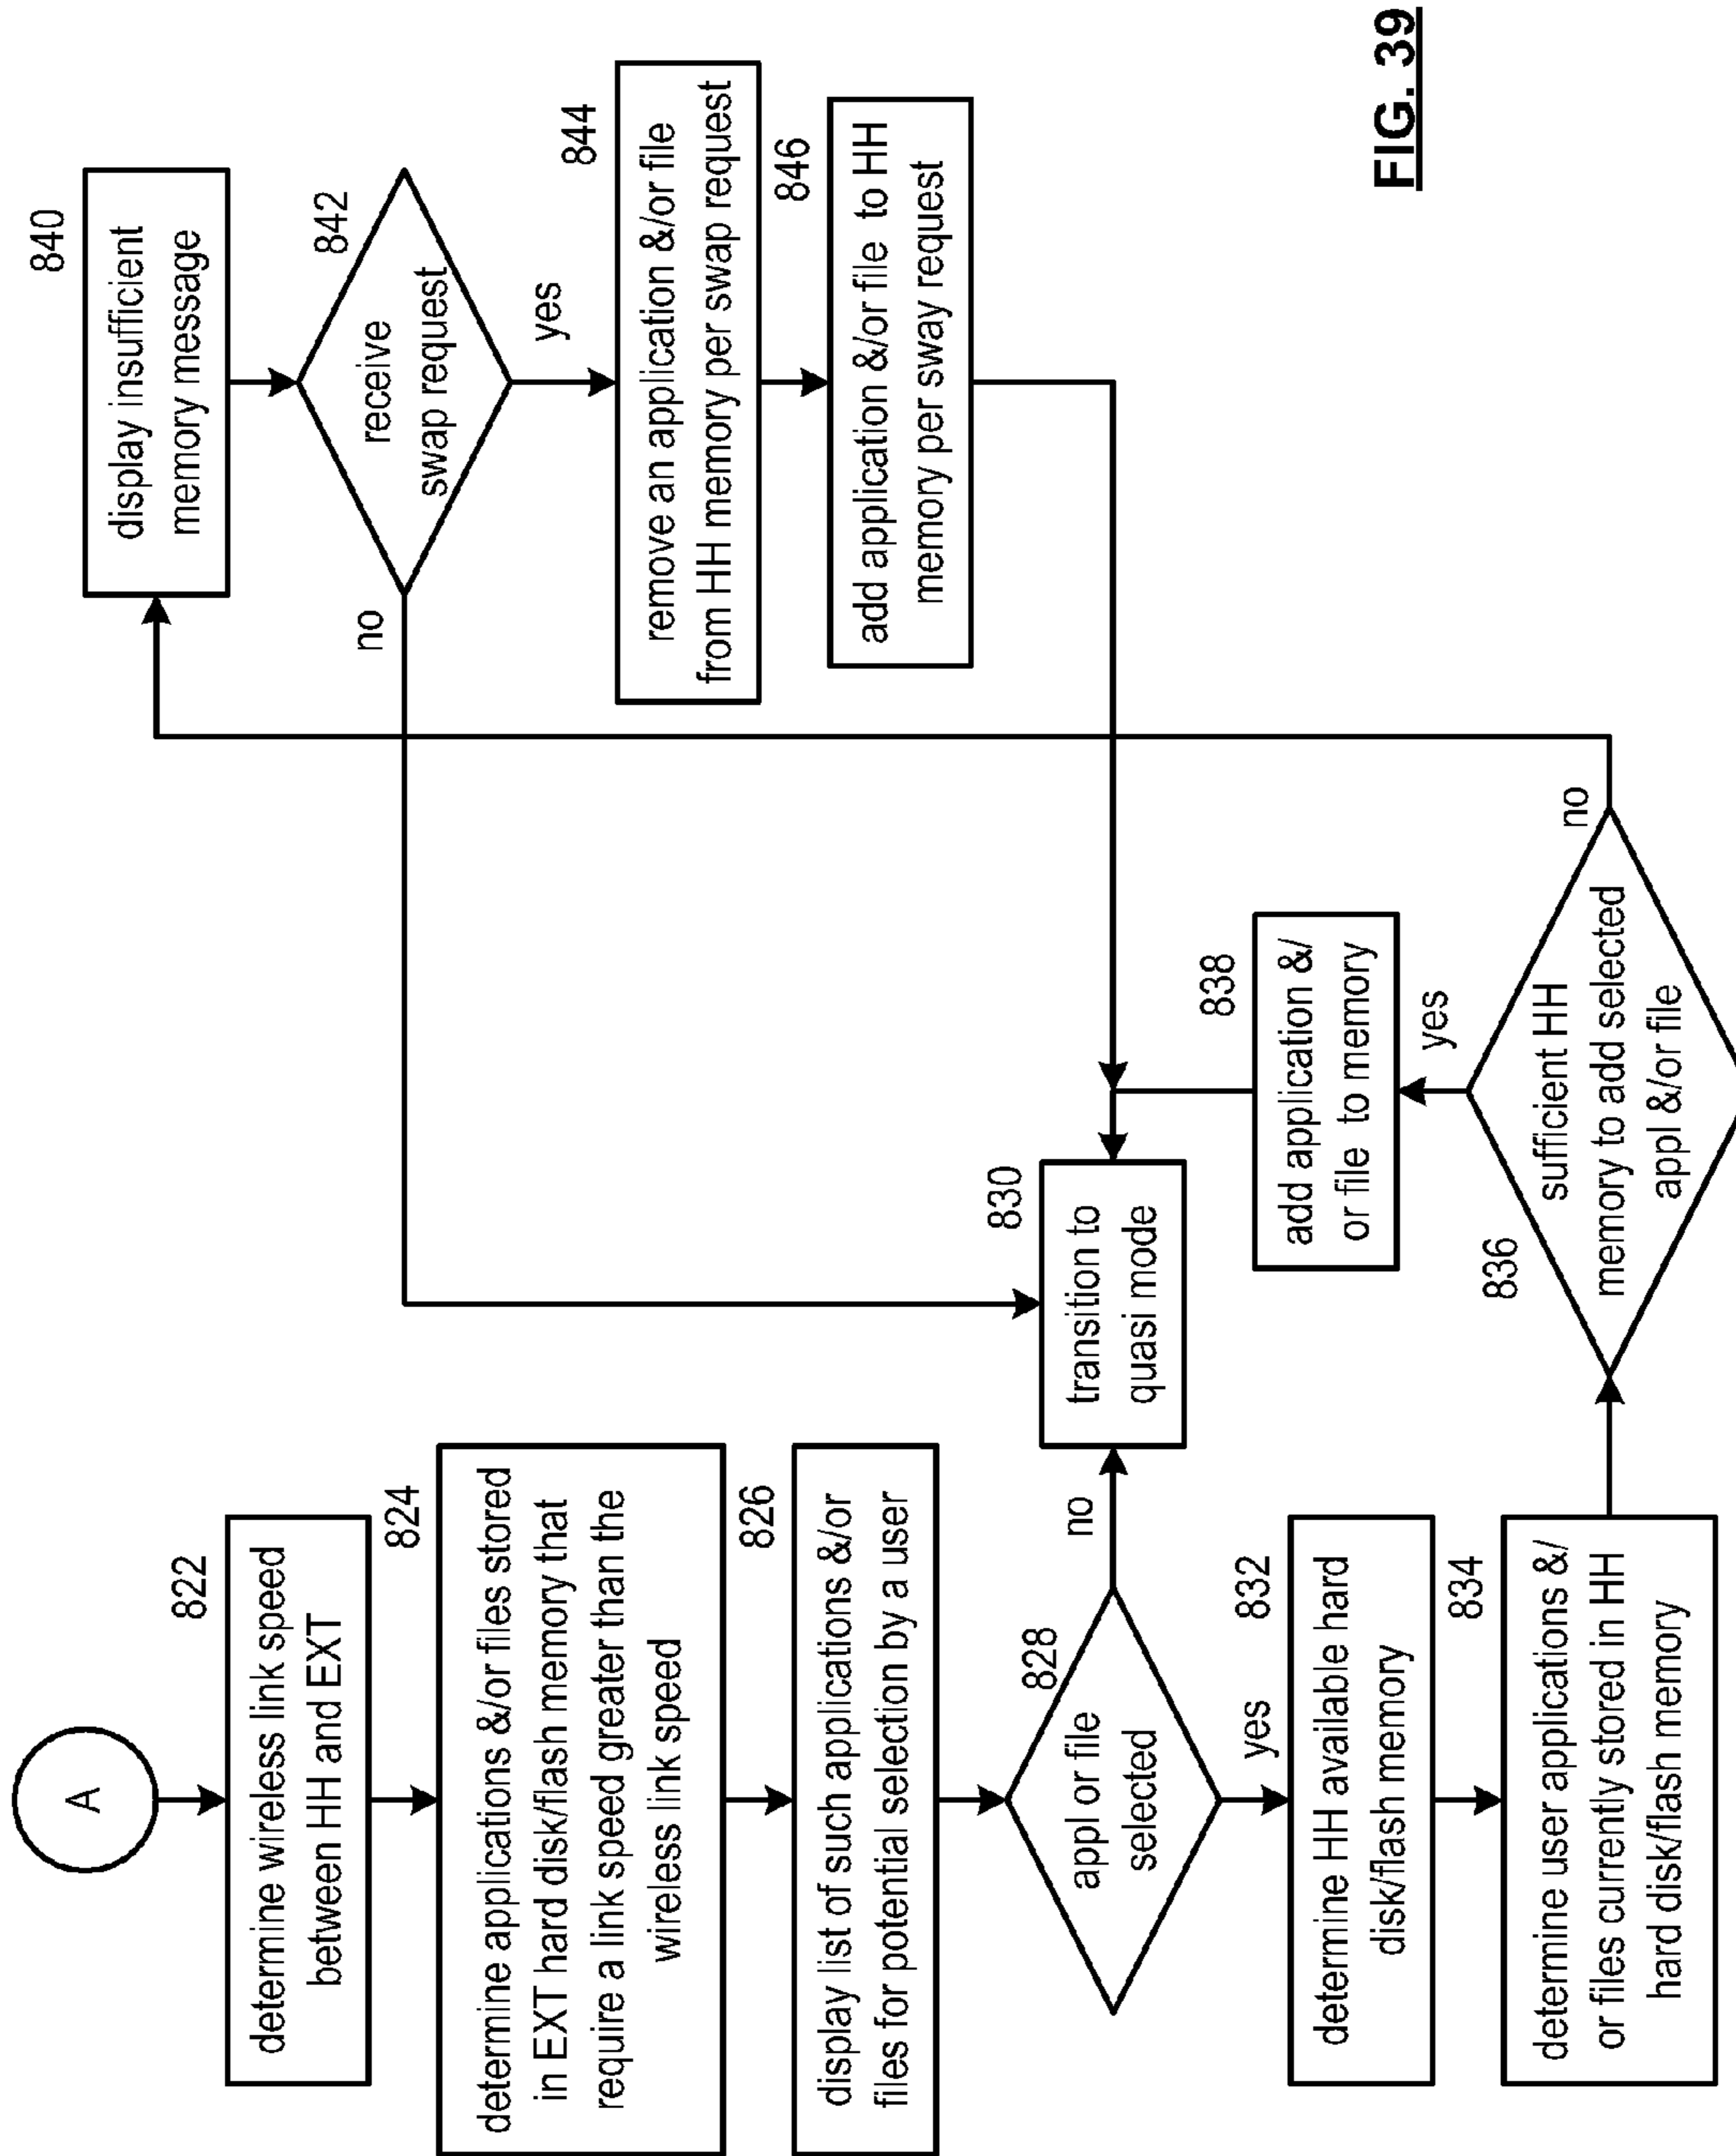 A
822
determine wireless link speed
between HH and EXT
824
determine applications &/or files stored
in EXT hard disk/flash memory that
require a link speed greater than the
wireless link speed
826
display list of such applications &/or
files for potential selection by a user
828
appl or file
selected
no
yes
830
transition to
quasi mode
832
determine HH available hard
disk/flash memory
834
determine user applications &/
or files currently stored in HH
hard disk/flash memory
836
sufficient HH
memory to add selected
appl &/or file
yes
no
838
add application &/
or file to memory
840
display insufficient
memory message
842
receive
swap request
no
yes
844
remove an application &/or file
from HH memory per swap request
846
add application &/or file to HH
memory per sway request
FIG. 39